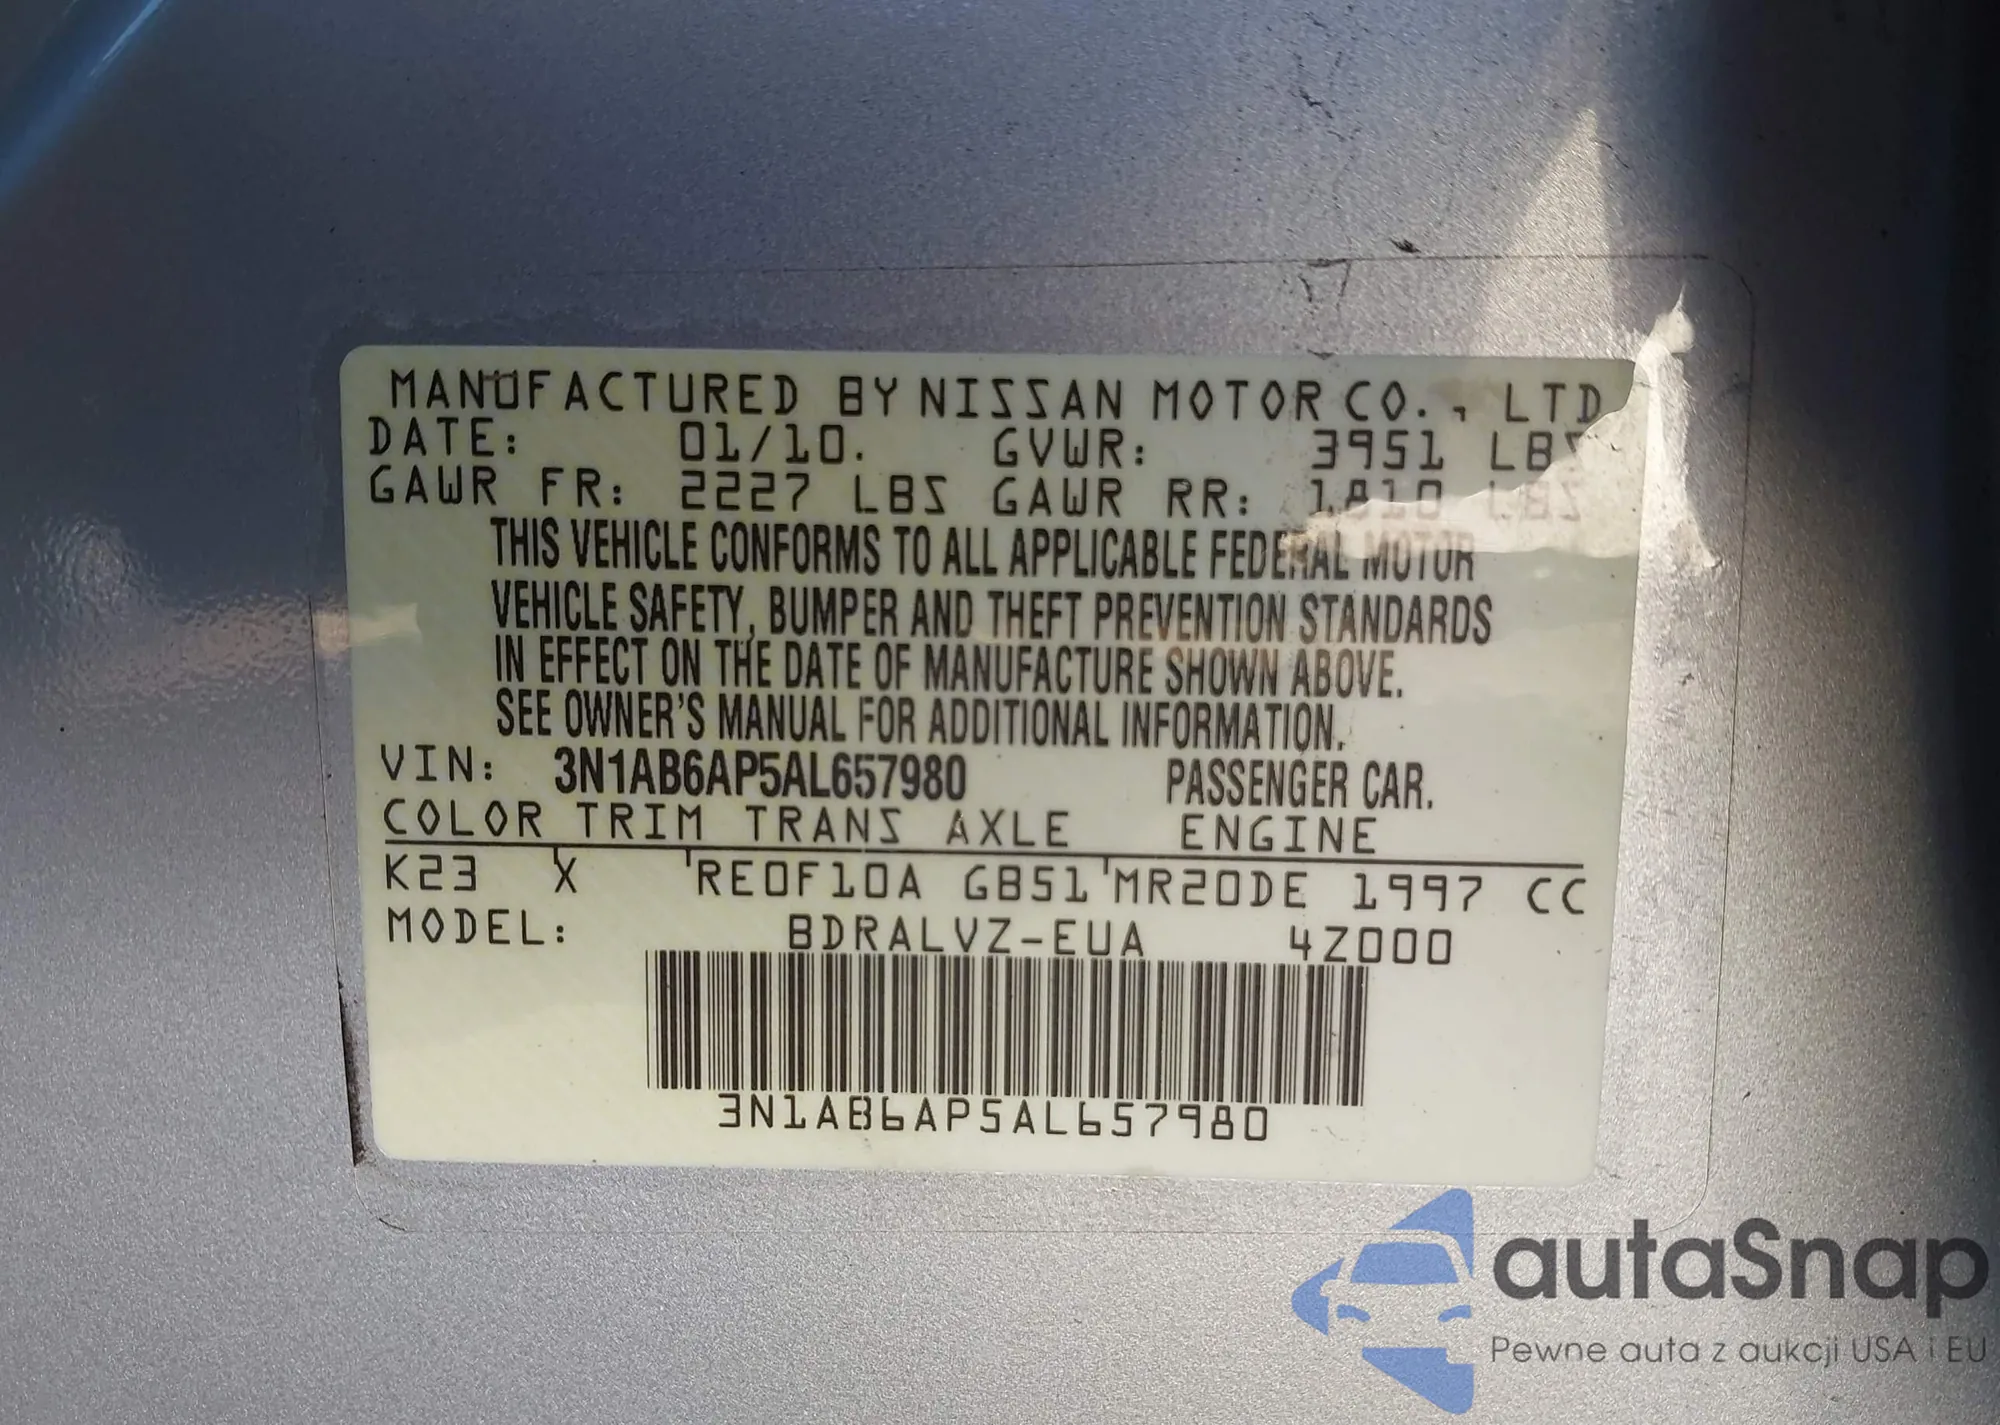 MANUFACTURED BY NISSAN MOTOR CO., LTD
DATE: 01/10. GVWR: 3951 LBS
GAWR FR: 2227 LBS GAWR RR: 1810 LBS
THIS VEHICLE CONFORMS TO ALL APPLICABLE FEDERAL MOTOR
VEHICLE SAFETY, BUMPER AND THEFT PREVENTION STANDARDS
IN EFFECT ON THE DATE OF MANUFACTURE SHOWN ABOVE.
SEE OWNER'S MANUAL FOR ADDITIONAL INFORMATION.
VIN: 3N1AB6AP5AL657980 PASSENGER CAR.
COLOR TRIM TRANS AXLE ENGINE
K23 X RE0F10A GB51 MR20DE 1997 CC
MODEL: BDRALVZ-EUA 4Z000
3N1AB6AP5AL657980
autaSnap
Pewne auta z aukcji USA i EU